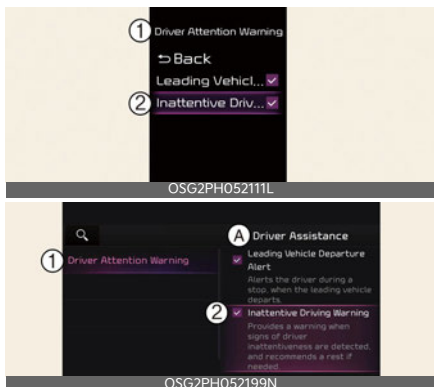 ① Driver Attention Warning
Back
Leading Vehicl...
② Inattentive Driv...
OSG2PH052111L
Ⓐ Driver Assistance
① Driver Attention Warning
Leading Vehicle Departure
Alert
Alerts the driver during a
stop, when the leading vehicle
departs.
② Inattentive Driving Warning
Provides a warning when
signs of driver
inattentiveness are detected,
and recommends a rest if
needed.
OSG2PH052199N